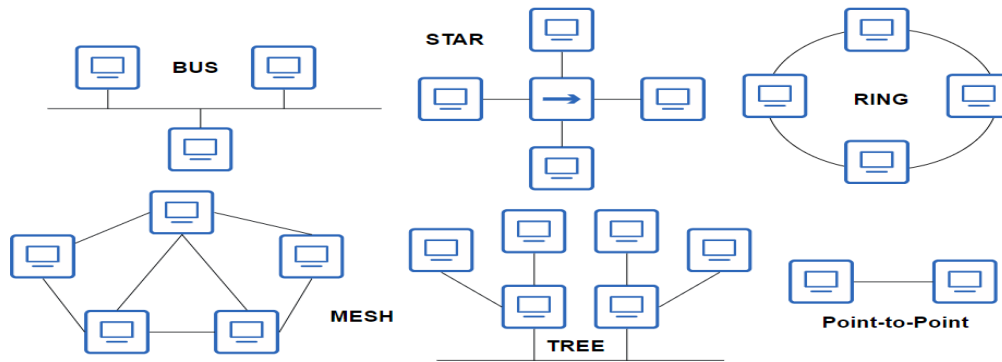 STAR
BUS
RING
MESH
TREE
Point-to-Point